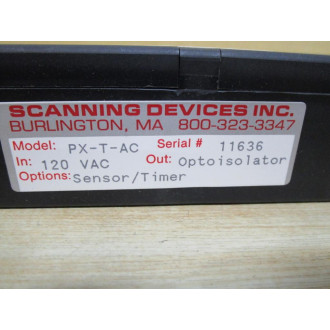 SCANNING DEVICES INC.
BURLINGTON, MA 800-323-3347
Model: PX-T-AC Serial # 11636
In: 120 VAC Out: Optoisolator
Options: Sensor/Timer